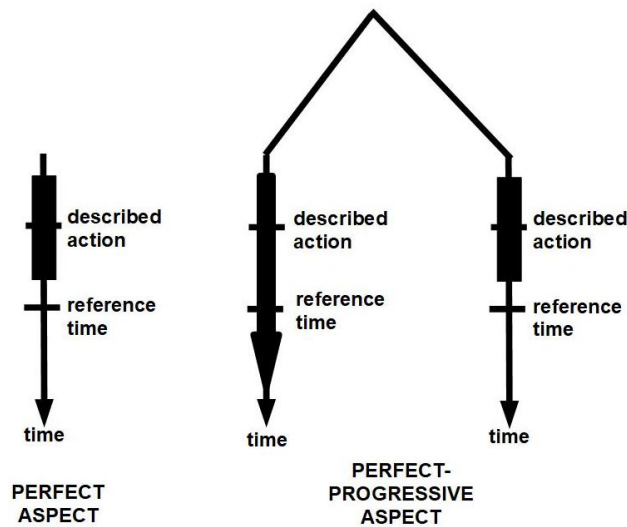 described
action
reference
time
time
PERFECT
ASPECT
described
action
reference
time
time
described
action
reference
time
time
PERFECT-
PROGRESSIVE
ASPECT